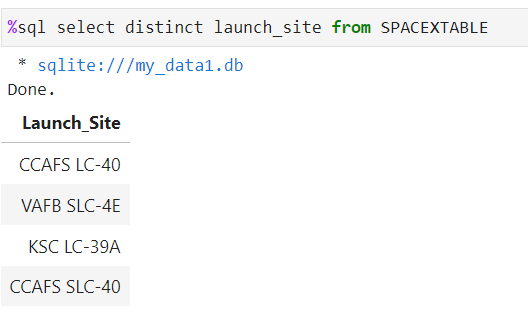 %sql select distinct launch_site from SPACEXTABLE
* sqlite:///my_data1.db
Done.
Launch_Site
CCAFS LC-40
VAFB SLC-4E
KSC LC-39A
CCAFS SLC-40